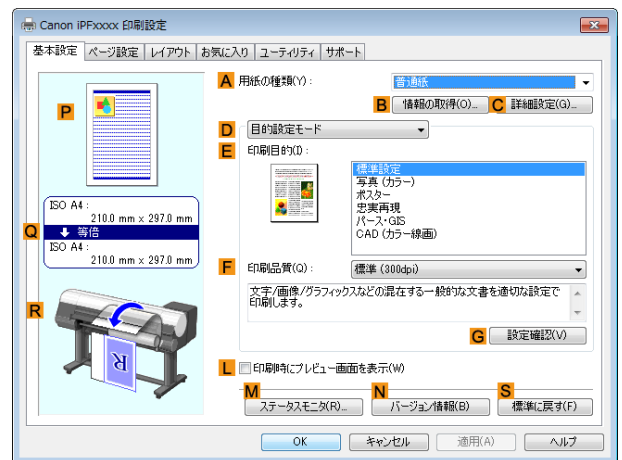 Canon iPFxxxx 印刷設定
基本設定 ページ設定 レイアウト お気に入り ユーティリティ サポート
A 用紙の種類(Y): 普通紙
B 情報の取得(O)... C 詳細設定(G)...
P
D 目的設定モード
E 印刷目的(I):
標準設定
写真 (カラー)
ポスター
忠実再現
パース・GIS
CAD (カラー線画)
ISO A4:
210.0 mm x 297.0 mm
Q 等倍
ISO A4:
210.0 mm x 297.0 mm
F 印刷品質(Q): 標準 (300dpi)
文字/画像/グラフィックスなどの混在する一般的な文書を適切な設定で
印刷します。
R
R
G 設定確認(V)
L 印刷時にプレビュー画面を表示(W)
M N S
ステータスモニタ(R)... バージョン情報(B) 標準に戻す(F)
OK キャンセル 適用(A) ヘルプ